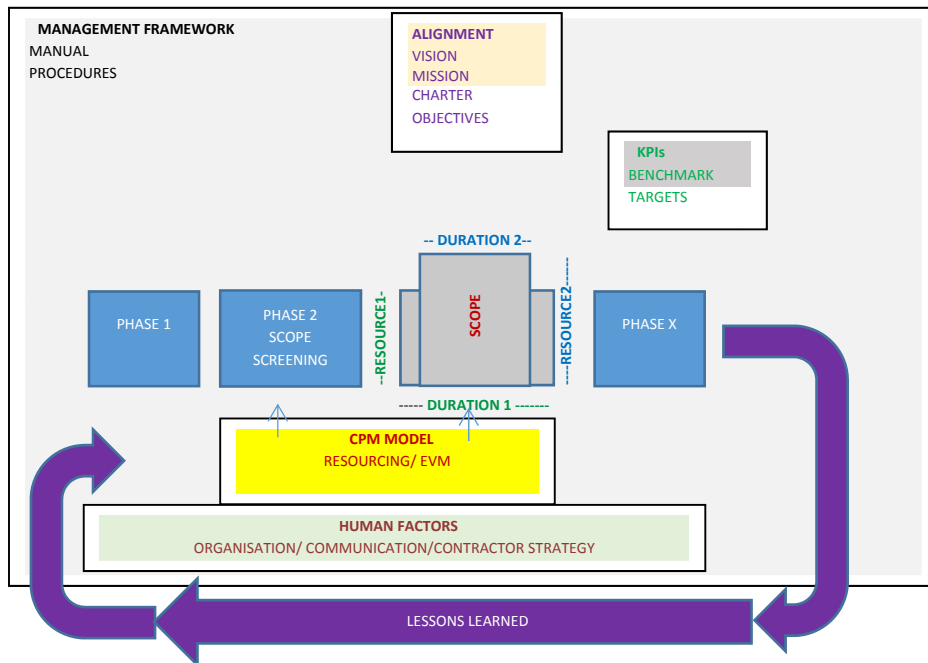 MANAGEMENT FRAMEWORK
MANUAL
PROCEDURES
ALIGNMENT
VISION
MISSION
CHARTER
OBJECTIVES
KPIs
BENCHMARK
TARGETS
-- DURATION 2--
PHASE 1
PHASE 2
SCOPE
SCREENING
--RESOURCE1-
SCOPE
----RESOURCE2-------
PHASE X
----- DURATION 1 -------
CPM MODEL
RESOURCING/ EVM
HUMAN FACTORS
ORGANISATION/ COMMUNICATION/CONTRACTOR STRATEGY
LESSONS LEARNED